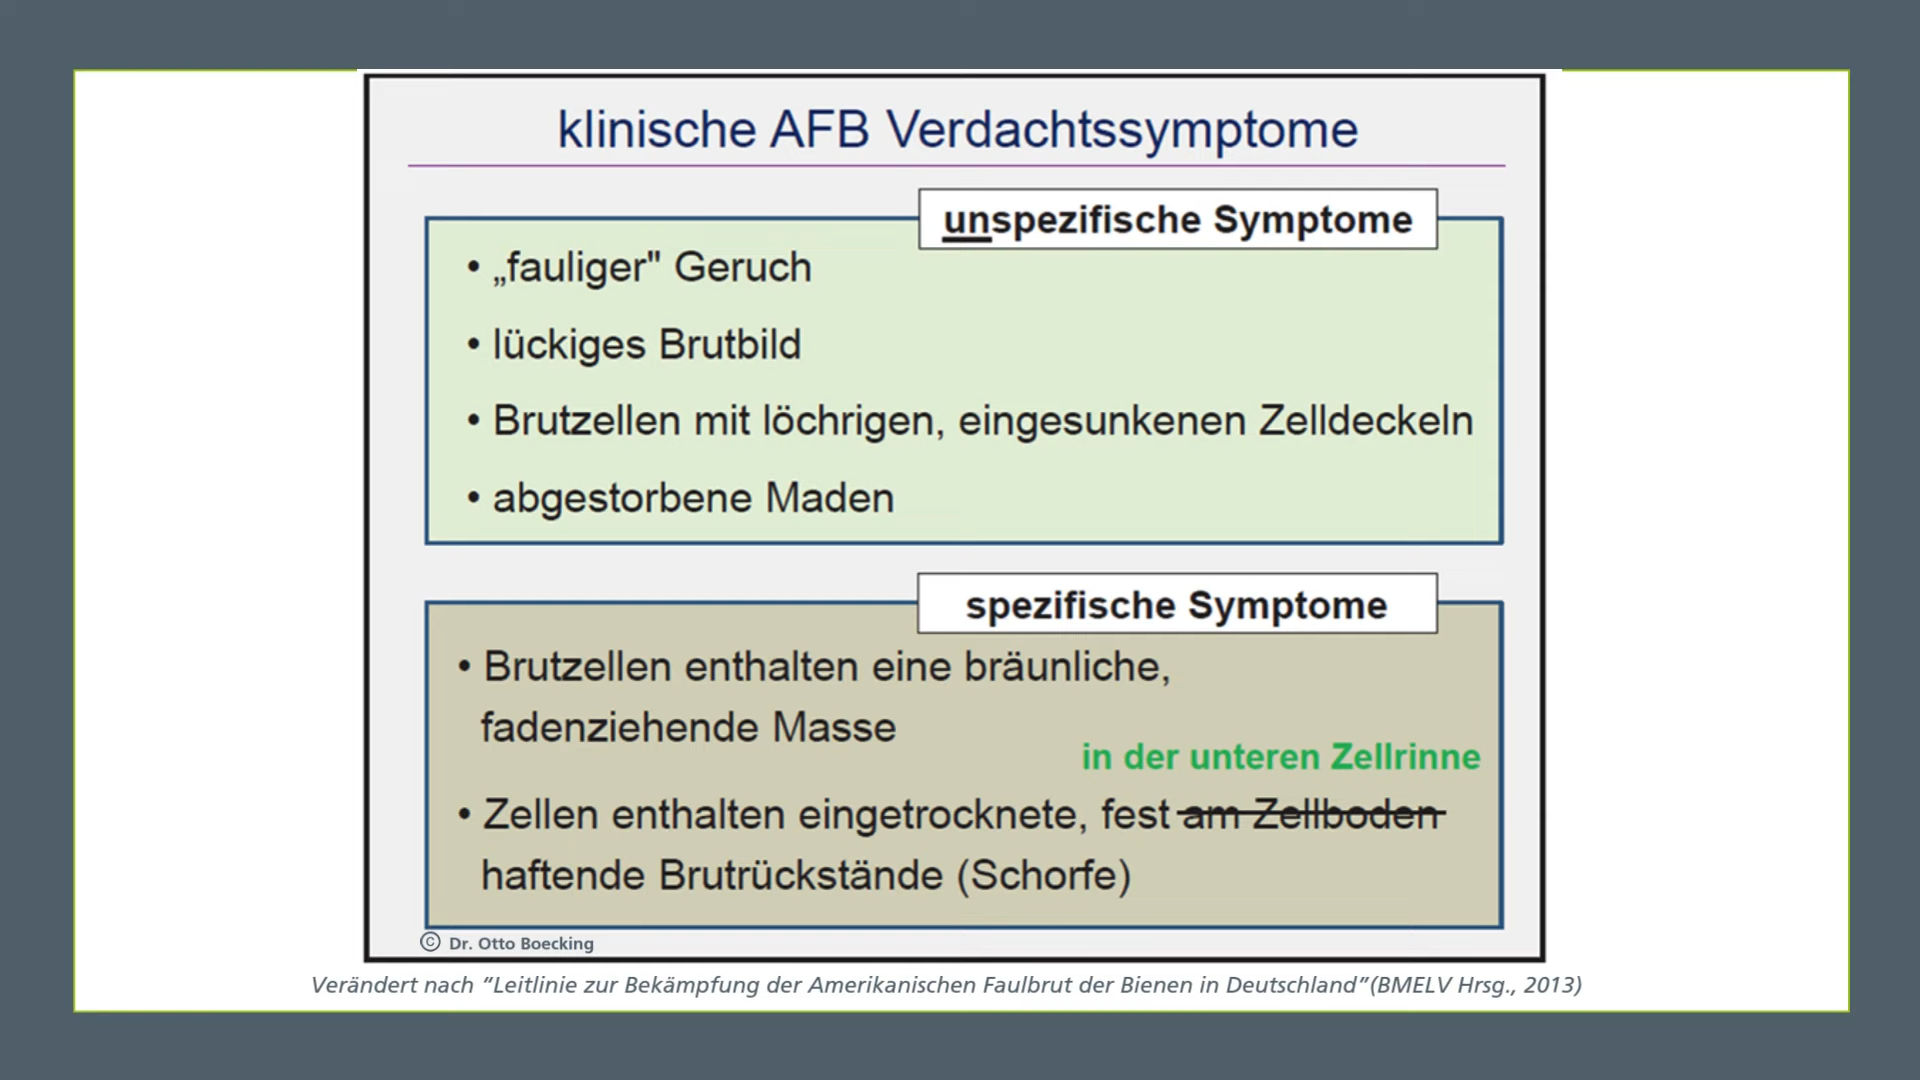 klinische AFB Verdachtssymptome
unspezifische Symptome
• „fauliger" Geruch
• lückiges Brutbild
• Brutzellen mit löchrigen, eingesunkenen Zelldeckeln
• abgestorbene Maden
spezifische Symptome
• Brutzellen enthalten eine bräunliche,
fadenziehende Masse
in der unteren Zellrinne
• Zellen enthalten eingetrocknete, fest am Zellboden
haftende Brutrückstände (Schorfe)
© Dr. Otto Boecking
Verändert nach “Leitlinie zur Bekämpfung der Amerikanischen Faulbrut der Bienen in Deutschland”(BMELV Hrsg., 2013)